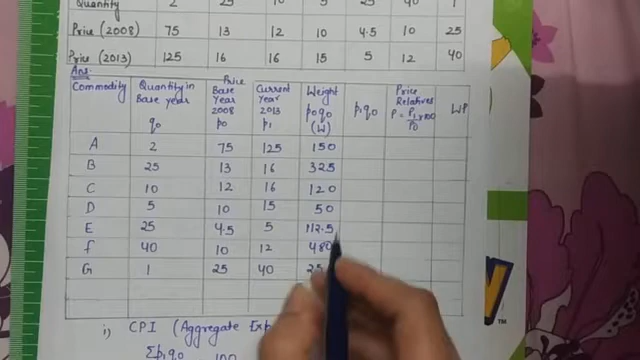 Quantity 2 25 10 5 25 40 1
Price (2008) 75 13 12 10 4.5 10 25
Price (2013) 125 16 16 15 5 12 40
Ans.
Commodity Quantity in Base year q0 Price Base Year 2008 p0 Current Year 2013 p1 Weight p0q0 (W) p1q0 Price Relatives P = P1/P0 x100 WP
A 2 75 125 150
B 25 13 16 325
C 10 12 16 120
D 5 10 15 50
E 25 4.5 5 112.5
f 40 10 12 480
G 1 25 40 25
i) CPI (Aggregate Exp
Σp1q0 100